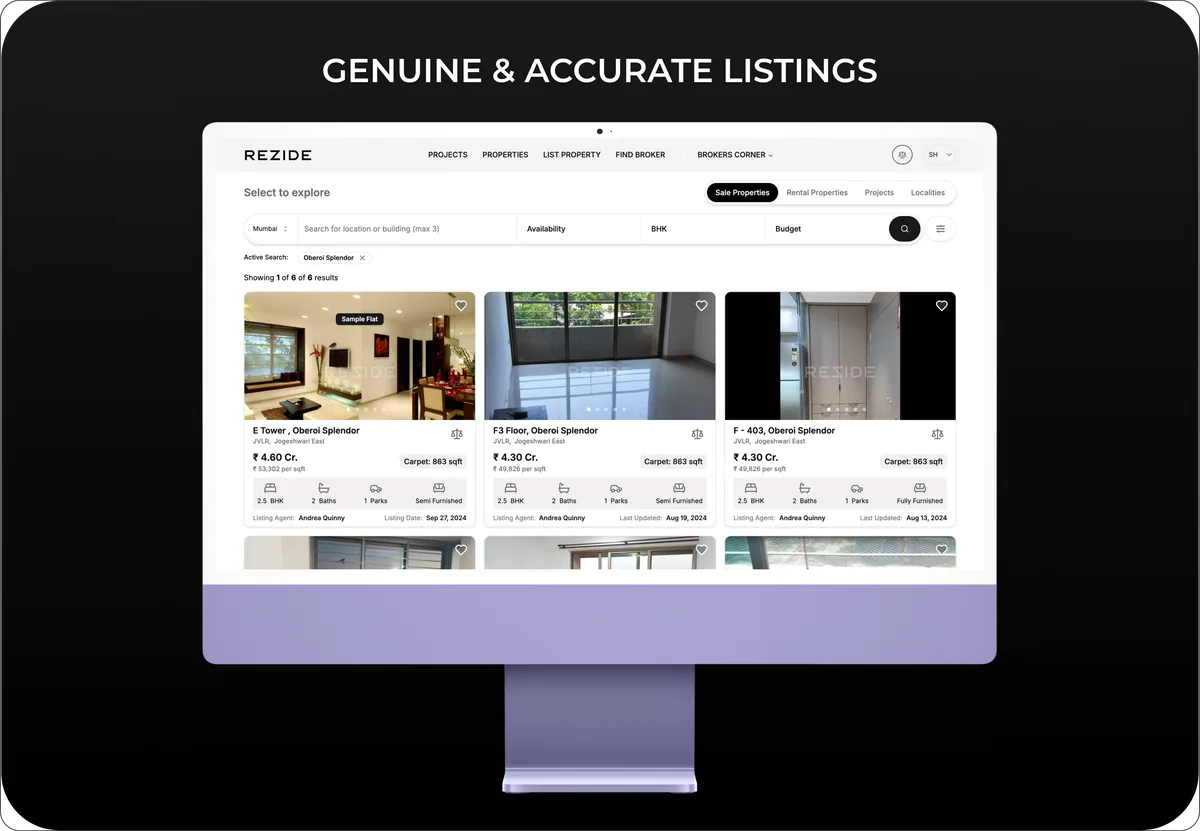 GENUINE & ACCURATE LISTINGS
REZIDE
PROJECTS PROPERTIES LIST PROPERTY FIND BROKER BROKERS CORNER
SH
Select to explore
Sale Properties Rental Properties Projects Localities
Mumbai Search for location or building (max 3) Availability BHK Budget
Active Search: Oberoi Splendor
Showing 1 of 6 of 6 results
Sample Flat
REZIDE REZIDE REZIDE
E Tower , Oberoi Splendor
JVLR, Jogeshwari East
₹ 4.60 Cr.
₹ 53,302 per sqft
Carpet: 863 sqft
2.5 BHK 2 Baths 1 Parks Semi Furnished
Listing Agent: Andrea Quinny Listing Date: Sep 27, 2024
F3 Floor, Oberoi Splendor
JVLR, Jogeshwari East
₹ 4.30 Cr.
₹ 49,826 per sqft
Carpet: 863 sqft
2.5 BHK 2 Baths 1 Parks Semi Furnished
Listing Agent: Andrea Quinny Last Updated: Aug 19, 2024
F - 403, Oberoi Splendor
JVLR, Jogeshwari East
₹ 4.30 Cr.
₹ 49,826 per sqft
Carpet: 863 sqft
2.5 BHK 2 Baths 1 Parks Fully Furnished
Listing Agent: Andrea Quinny Last Updated: Aug 13, 2024